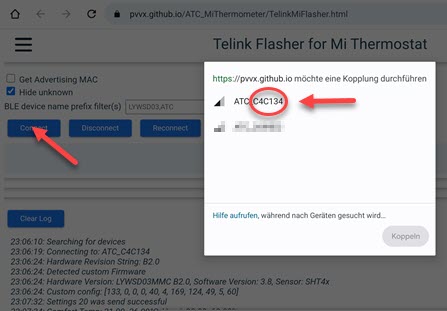 pvvx.github.io/ATC_MiThermometer/TelinkMiFlasher.html
Telink Flasher for Mi Thermostat
Get Advertising MAC
Hide unknown
BLE device name prefix filter(s) LYWSD03,ATC
Connect Disconnect Reconnect
https://pvvx.github.io möchte eine Kopplung durchführen
ATC_C4C134
Hilfe aufrufen, während nach Geräten gesucht wird...
Koppeln
Clear Log
23:06:10: Searching for devices
23:06:19: Connecting to: ATC_C4C134
23:06:24: Hardware Revision String: B2.0
23:06:24: Detected custom Firmware
23:06:24: Hardware Version: LYWSD03MMC B2.0, Software Version: 3.8, Sensor: SHT4x
23:06:24: Custom config: [133, 0, 0, 0, 40, 4, 169, 124, 49, 5, 60]
23:07:32: Settings 20 was send successful